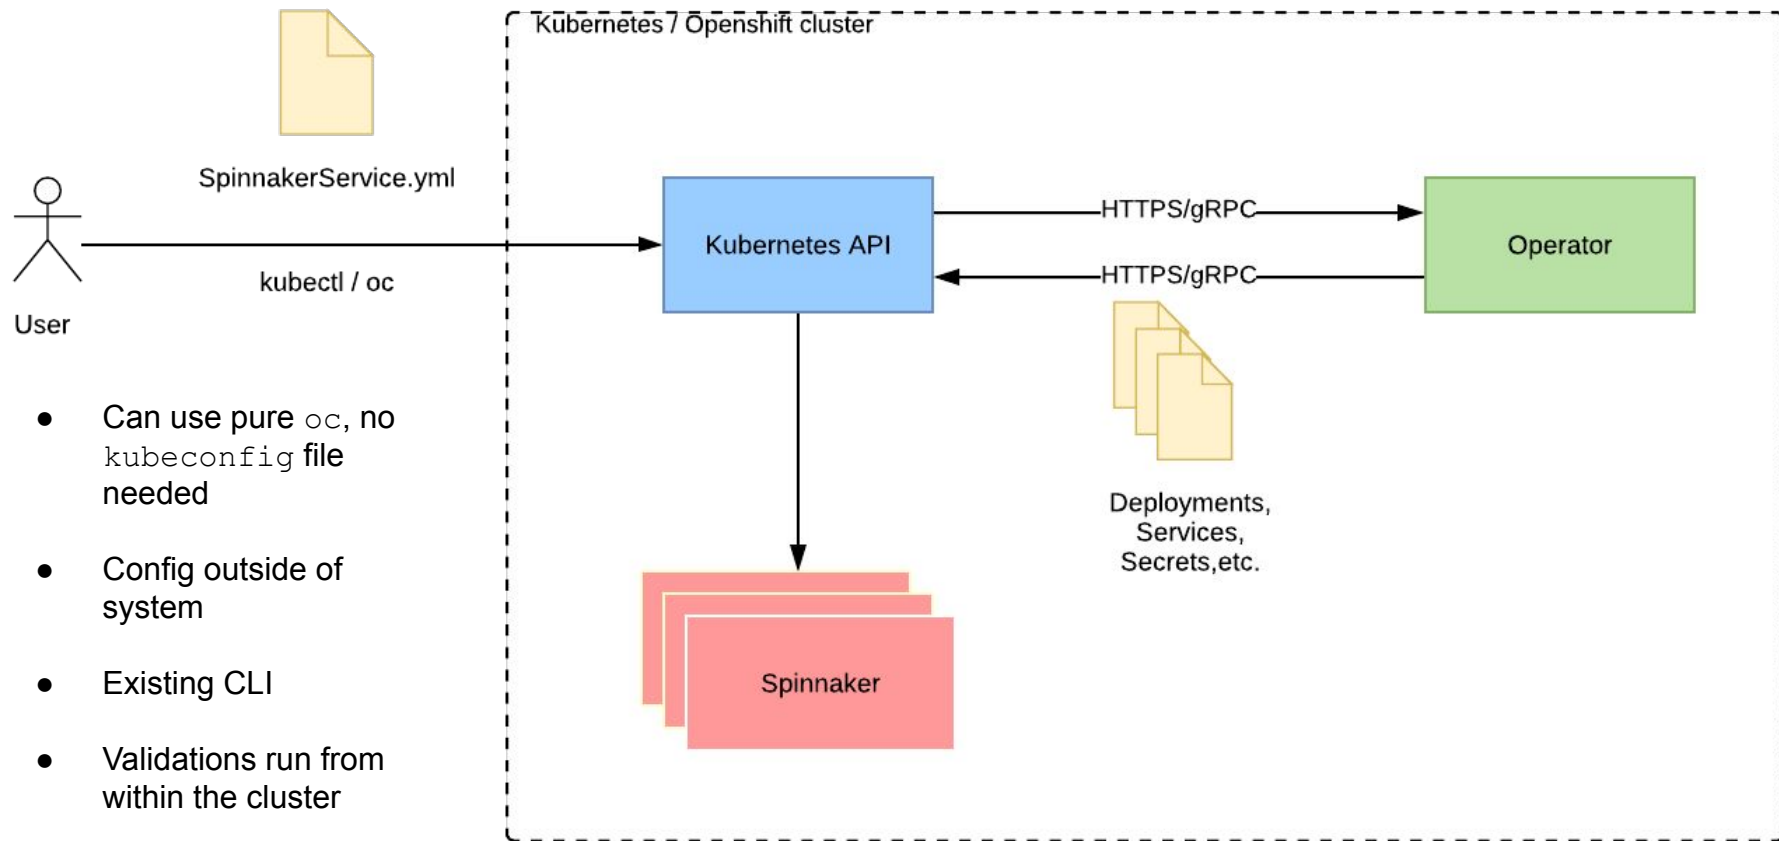 Kubernetes / Openshift cluster
SpinnakerService.yml
kubectl / oc
User
Kubernetes API
HTTPS/gRPC
HTTPS/gRPC
Operator
Deployments,
Services,
Secrets,etc.
Spinnaker
● Can use pure oc, no
kubeconfig file
needed
● Config outside of
system
● Existing CLI
● Validations run from
within the cluster